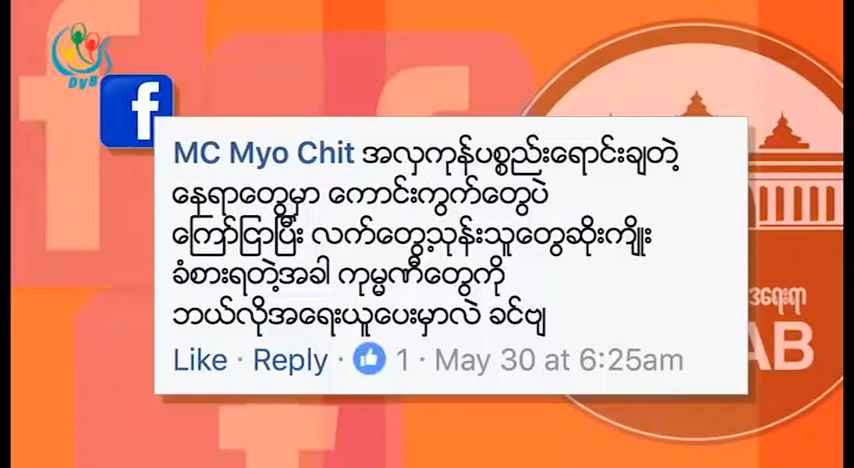 DVB
f
MC Myo Chit အလှကုန်ပစ္စည်းရောင်းချတဲ့
နေရာတွေမှာ ကောင်းကွက်တွေပဲ
ကြော်ငြာပြီး လက်တွေ့သုန်းသူတွေဆိုးကျိုး
ခံစားရတဲ့အခါ ကုမ္မဏီတွေကို
ဘယ်လိုအရေးယူပေးမှာလဲ ခင်ဗျ
Like · Reply · 1 · May 30 at 6:25am
AB